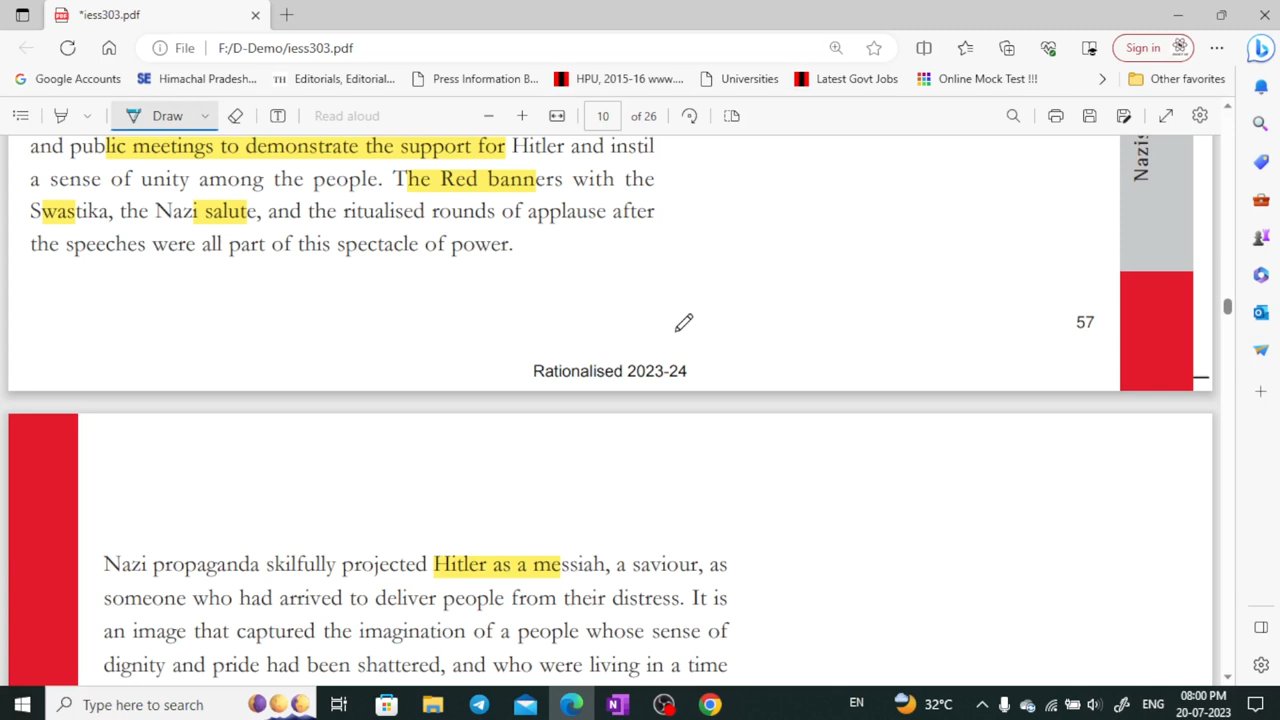 *iess303.pdf
File F:/D-Demo/iess303.pdf
Sign in
Google Accounts
SE Himachal Pradesh...
TH Editorials, Editorial...
Press Information B...
HPU, 2015-16 www....
Universities
Latest Govt Jobs
Online Mock Test !!!
Other favorites
Draw
Read aloud
10 of 26
and public meetings to demonstrate the support for Hitler and instil
a sense of unity among the people. The Red banners with the
Swastika, the Nazi salute, and the ritualised rounds of applause after
the speeches were all part of this spectacle of power.
Nazis
57
Rationalised 2023-24
Nazi propaganda skilfully projected Hitler as a messiah, a saviour, as
someone who had arrived to deliver people from their distress. It is
an image that captured the imagination of a people whose sense of
dignity and pride had been shattered, and who were living in a time
Type here to search
EN
32°C
ENG
08:00 PM
20-07-2023